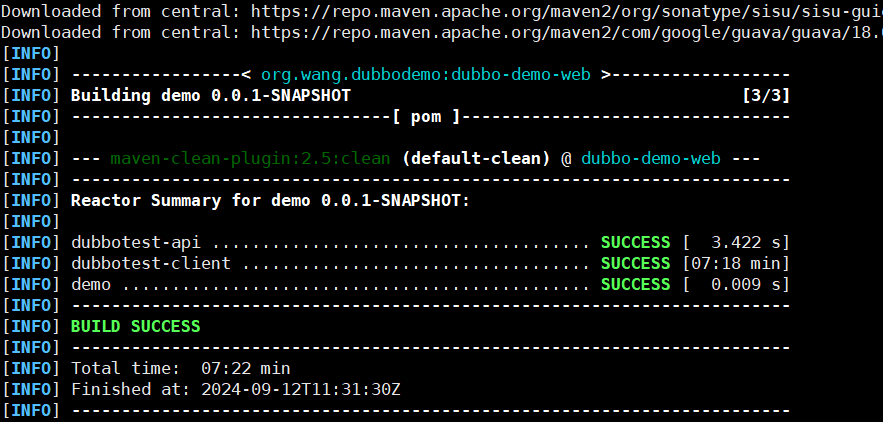 Downloaded from central: https://repo.maven.apache.org/maven2/org/sonatype/sisu/sisu-gui
Downloaded from central: https://repo.maven.apache.org/maven2/com/google/guava/guava/18.
[INFO]
[INFO] -----------------< org.wang.dubbodemo:dubbo-demo-web >------------------
[INFO] Building demo 0.0.1-SNAPSHOT                                       [3/3]
[INFO] --------------------------------[ pom ]---------------------------------
[INFO]
[INFO] --- maven-clean-plugin:2.5:clean (default-clean) @ dubbo-demo-web ---
[INFO] ------------------------------------------------------------------------
[INFO] Reactor Summary for demo 0.0.1-SNAPSHOT:
[INFO]
[INFO] dubbotest-api ...................................... SUCCESS [  3.422 s]
[INFO] dubbotest-client ................................... SUCCESS [07:18 min]
[INFO] demo ............................................... SUCCESS [  0.009 s]
[INFO] ------------------------------------------------------------------------
[INFO] BUILD SUCCESS
[INFO] ------------------------------------------------------------------------
[INFO] Total time:  07:22 min
[INFO] Finished at: 2024-09-12T11:31:30Z
[INFO] ------------------------------------------------------------------------